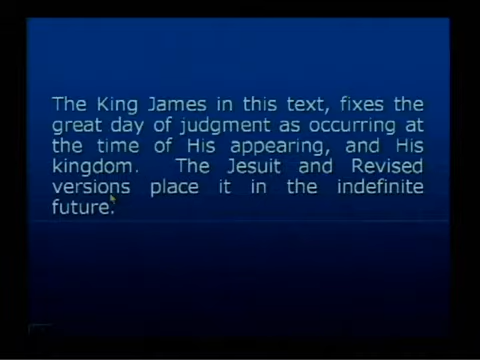 The King James in this text, fixes the
great day of judgment as occurring at
the time of His appearing, and His
kingdom. The Jesuit and Revised
versions place it in the indefinite
future.